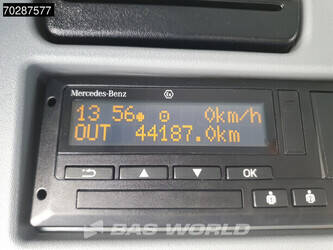 70287577
Mercedes-Benz
13 56 0km/h
OUT 44187.0km
OK
BAS WORLD